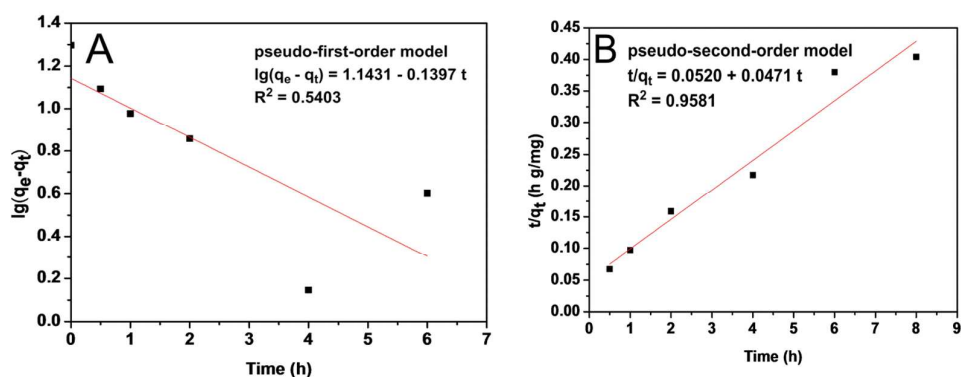 A
pseudo-first-order model
lg(qe - qt) = 1.1431 - 0.1397 t
R2 = 0.5403
lg(qe-qt)
1.4
1.2
1.0
0.8
0.6
0.4
0.2
0.0
0 1 2 3 4 5 6 7
Time (h)
B
pseudo-second-order model
t/qt = 0.0520 + 0.0471 t
R2 = 0.9581
t/qt (h g/mg)
0.45
0.40
0.35
0.30
0.25
0.20
0.15
0.10
0.05
0.00
0 1 2 3 4 5 6 7 8 9
Time (h)